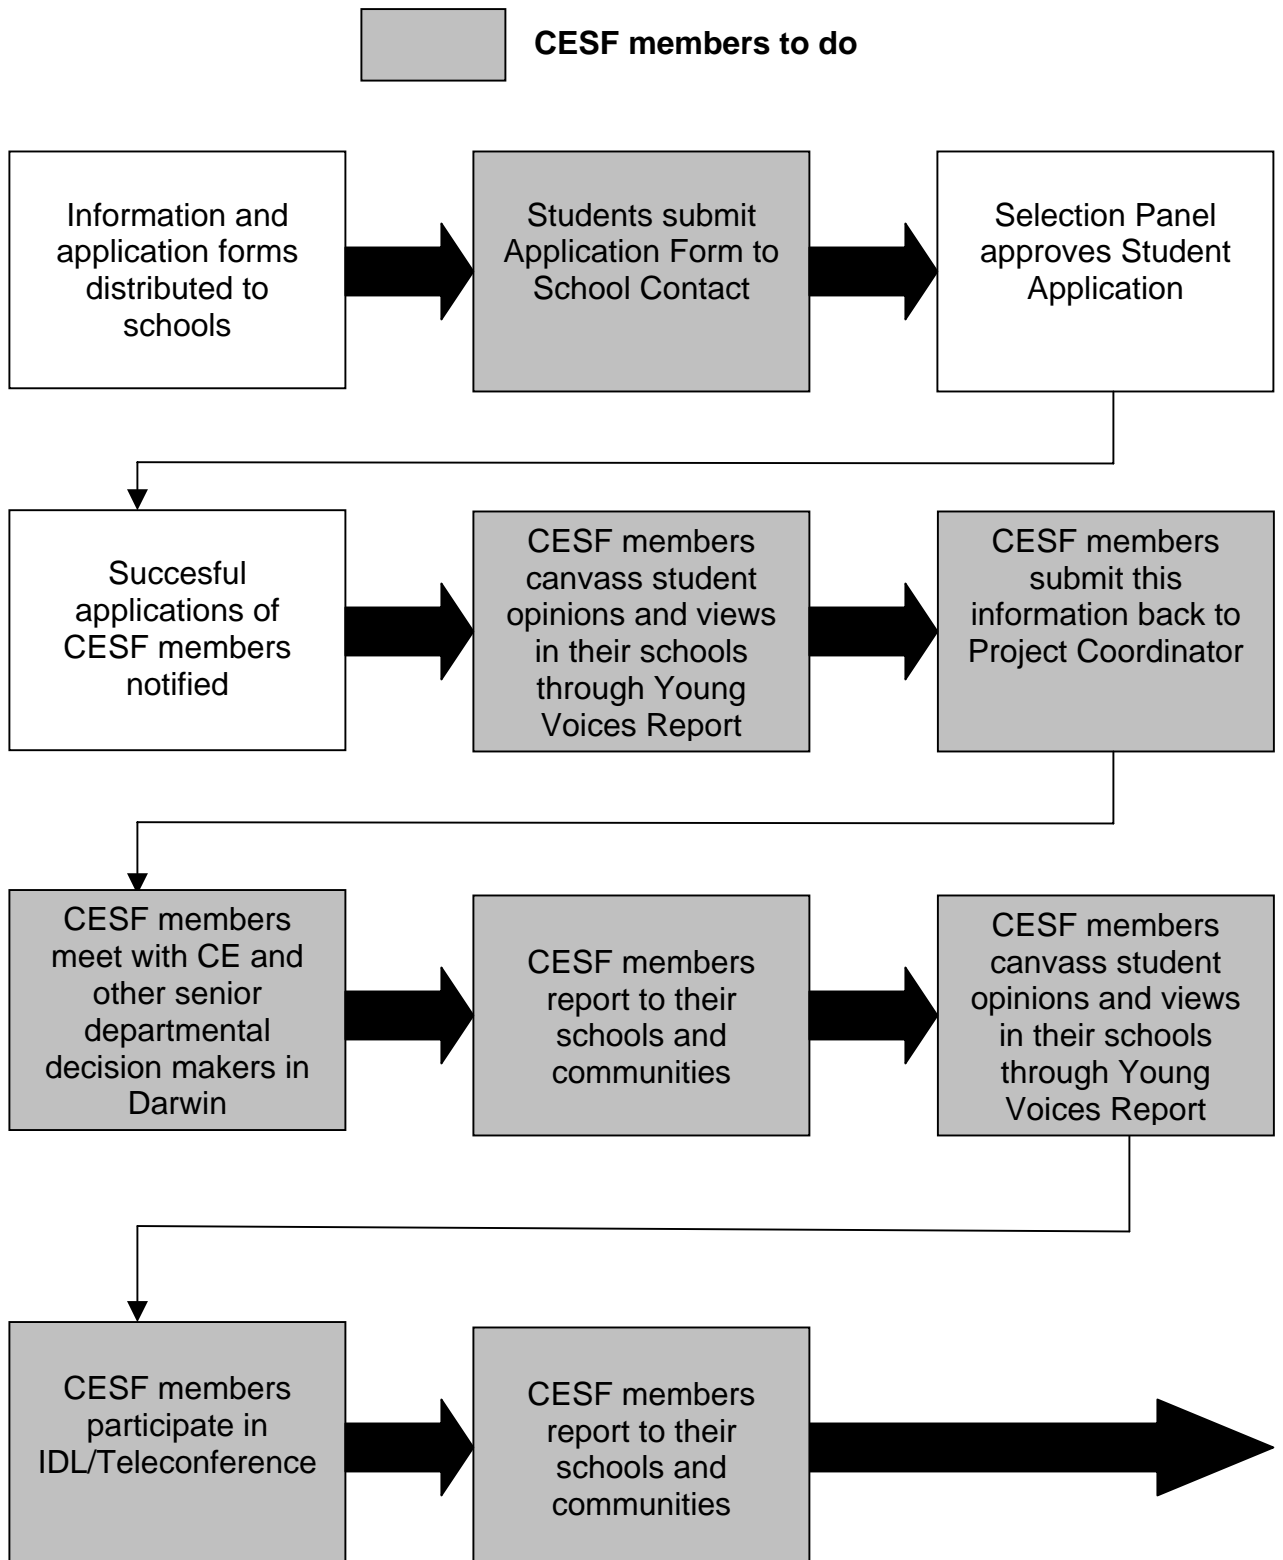 CESF members to do
Information and
application forms
distributed to
schools
Students submit
Application Form to
School Contact
Selection Panel
approves Student
Application
Succesful
applications of
CESF members
notified
CESF members
canvass student
opinions and views
in their schools
through Young
Voices Report
CESF members
submit this
information back to
Project Coordinator
CESF members
meet with CE and
other senior
departmental
decision makers in
Darwin
CESF members
report to their
schools and
communities
CESF members
canvass student
opinions and views
in their schools
through Young
Voices Report
CESF members
participate in
IDL/Teleconference
CESF members
report to their
schools and
communities